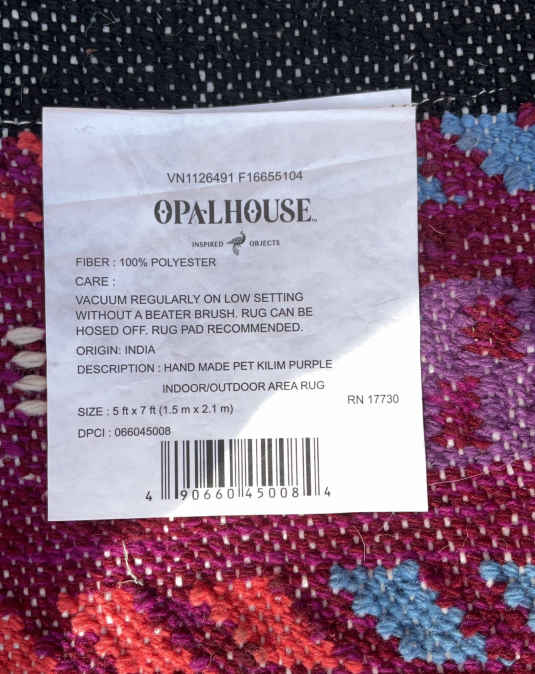 VN1126491 F16655104
OPALHOUSE™
INSPIRED OBJECTS
FIBER : 100% POLYESTER
CARE :
VACUUM REGULARLY ON LOW SETTING
WITHOUT A BEATER BRUSH. RUG CAN BE
HOSED OFF. RUG PAD RECOMMENDED.
ORIGIN: INDIA
DESCRIPTION : HAND MADE PET KILIM PURPLE
INDOOR/OUTDOOR AREA RUG
RN 17730
SIZE : 5 ft x 7 ft (1.5 m x 2.1 m)
DPCI : 066045008
4 90660 45008 4